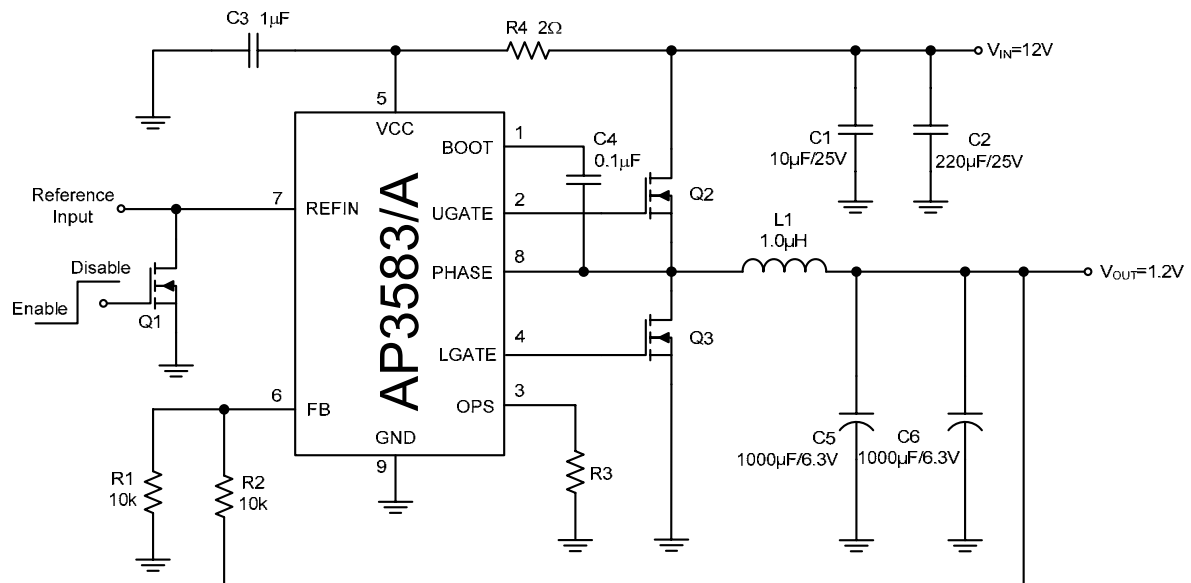 C3 1µF
R4 2Ω
V_IN=12V
5
VCC
1
BOOT
C4
0.1µF
C1
10µF/25V
C2
220µF/25V
Reference
Input
7
REFIN
AP3583/A
2
UGATE
Q2
L1
1.0µH
Disable
Enable
Q1
8
PHASE
V_OUT=1.2V
4
LGATE
Q3
6
FB
3
OPS
GND
9
R1
10k
R2
10k
R3
C5
1000µF/6.3V
C6
1000µF/6.3V